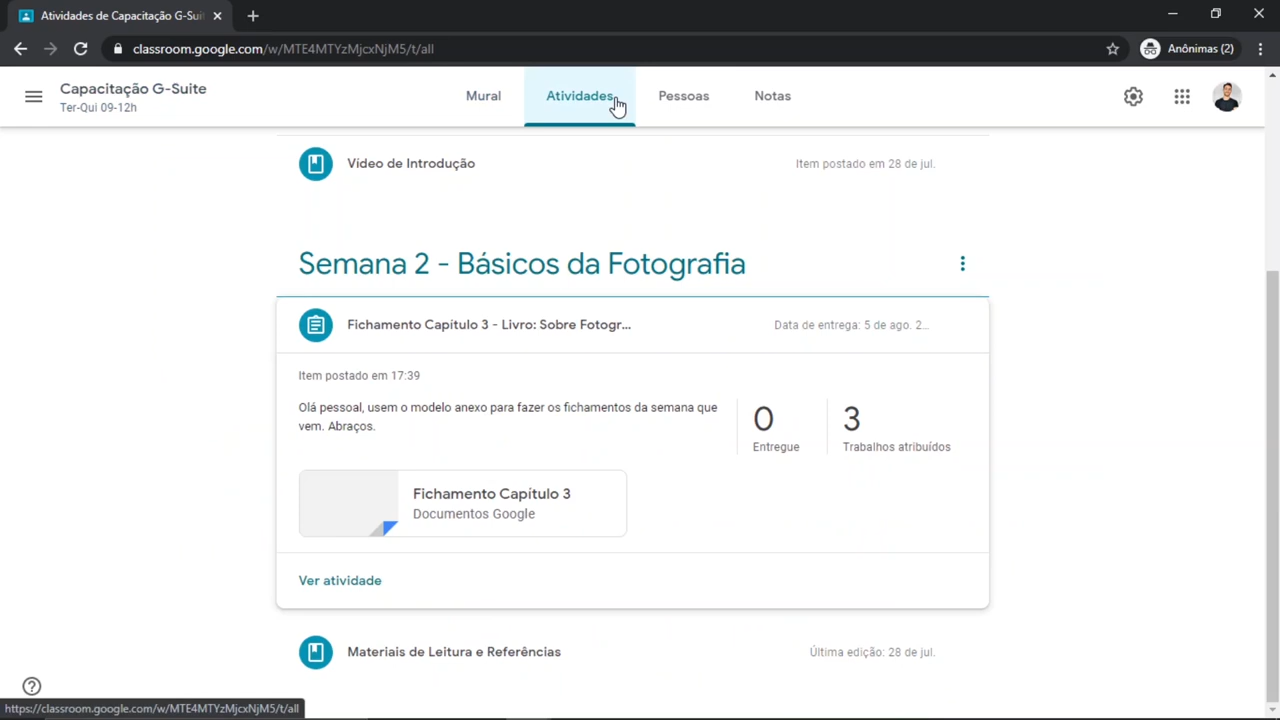 Atividades de Capacitação G-Suit
classroom.google.com/w/MTE4MTYzMjcxNjM5/t/all
Anônimas (2)
Capacitação G-Suite
Ter-Qui 09-12h
Mural
Atividades
Pessoas
Notas
Vídeo de Introdução
Item postado em 28 de jul.
Semana 2 - Básicos da Fotografia
Fichamento Capítulo 3 - Livro: Sobre Fotogr...
Data de entrega: 5 de ago. 2...
Item postado em 17:39
Olá pessoal, usem o modelo anexo para fazer os fichamentos da semana que
vem. Abraços.
0
Entregue
3
Trabalhos atribuídos
Fichamento Capítulo 3
Documentos Google
Ver atividade
Materiais de Leitura e Referências
Última edição: 28 de jul.
https://classroom.google.com/w/MTE4MTYzMjcxNjM5/t/all